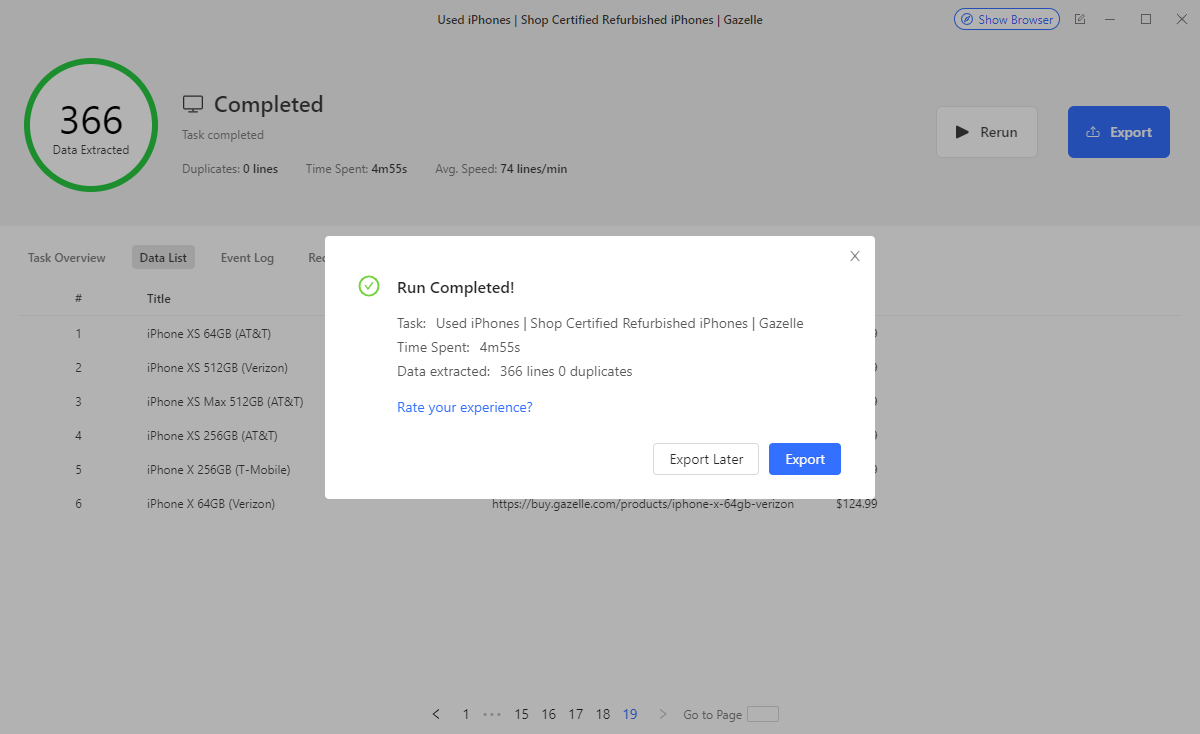 Used iPhones | Shop Certified Refurbished iPhones | Gazelle
Show Browser
366
Data Extracted
Completed
Task completed
Duplicates: 0 lines Time Spent: 4m55s Avg. Speed: 74 lines/min
Rerun
Export
Task Overview Data List Event Log
# Title
1 iPhone XS 64GB (AT&T)
2 iPhone XS 512GB (Verizon)
3 iPhone XS Max 512GB (AT&T)
4 iPhone XS 256GB (AT&T)
5 iPhone X 256GB (T-Mobile)
6 iPhone X 64GB (Verizon) https://buy.gazelle.com/products/iphone-x-64gb-verizon $124.99
Run Completed!
Task: Used iPhones | Shop Certified Refurbished iPhones | Gazelle
Time Spent: 4m55s
Data extracted: 366 lines 0 duplicates
Rate your experience?
Export Later Export
< 1 ••• 15 16 17 18 19 > Go to Page